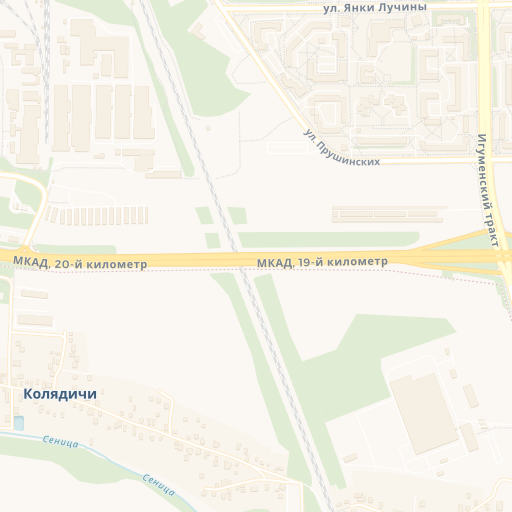 ул. Янки Лучины
ул. Прушинских
Игуменский тракт
МКАД, 20-й километр
МКАД, 19-й километр
Колядичи
Сеница
Сеница